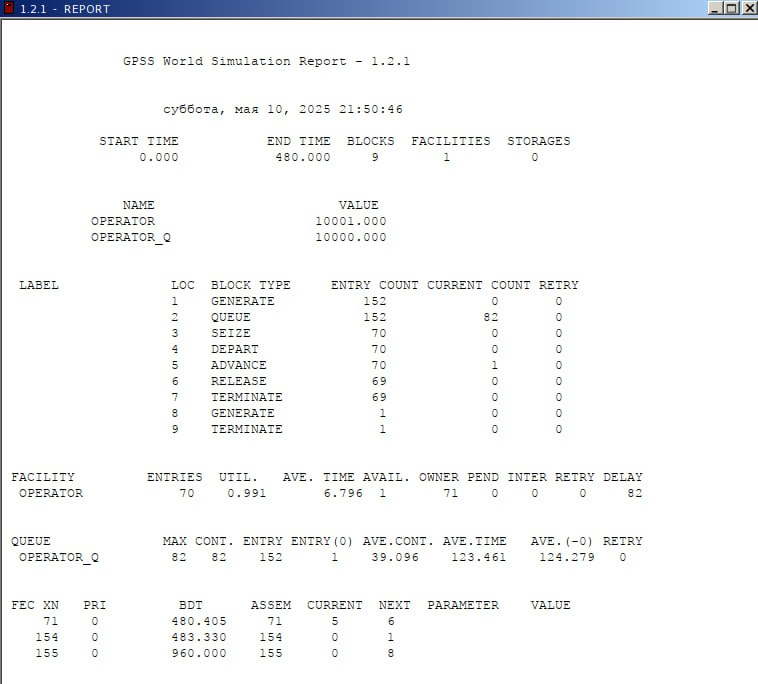 1.2.1 - REPORT
GPSS World Simulation Report - 1.2.1
суббота, мая 10, 2025 21:50:46
START TIME END TIME BLOCKS FACILITIES STORAGES
0.000 480.000 9 1 0
NAME VALUE
OPERATOR 10001.000
OPERATOR_Q 10000.000
LABEL LOC BLOCK TYPE ENTRY COUNT CURRENT COUNT RETRY
1 GENERATE 152 0 0
2 QUEUE 152 82 0
3 SEIZE 70 0 0
4 DEPART 70 0 0
5 ADVANCE 70 1 0
6 RELEASE 69 0 0
7 TERMINATE 69 0 0
8 GENERATE 1 0 0
9 TERMINATE 1 0 0
FACILITY ENTRIES UTIL. AVE. TIME AVAIL. OWNER PEND INTER RETRY DELAY
OPERATOR 70 0.991 6.796 1 71 0 0 0 82
QUEUE MAX CONT. ENTRY ENTRY(0) AVE.CONT. AVE.TIME AVE.(-0) RETRY
OPERATOR_Q 82 82 152 1 39.096 123.461 124.279 0
FEC XN PRI BDT ASSEM CURRENT NEXT PARAMETER VALUE
71 0 480.405 71 5 6
154 0 483.330 154 0 1
155 0 960.000 155 0 8